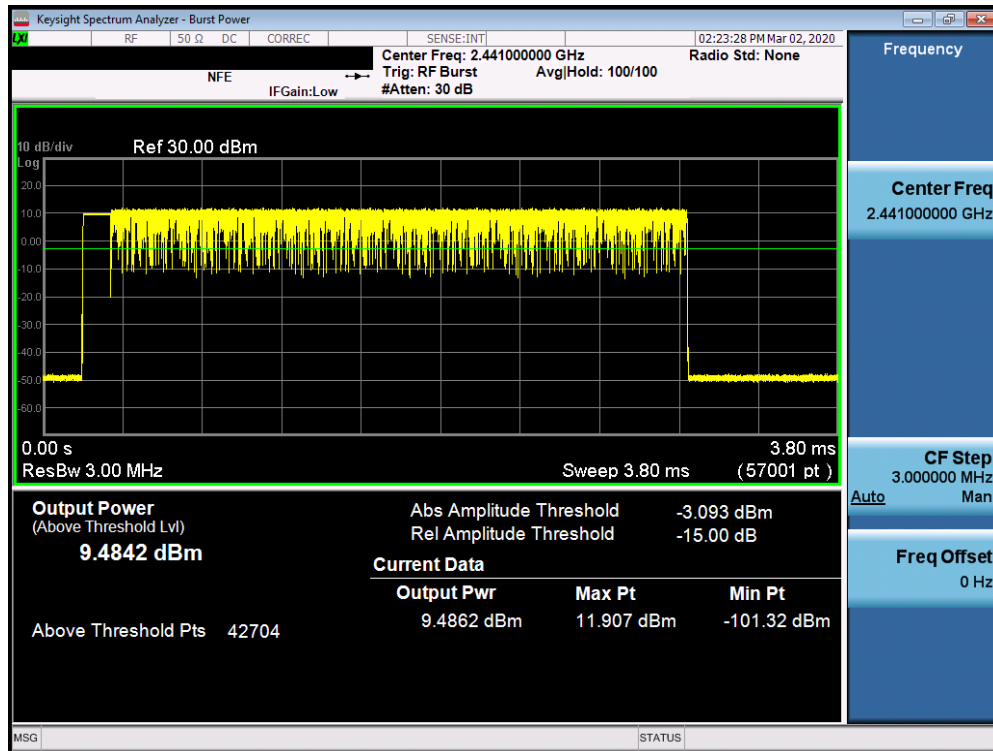 Keysight Spectrum Analyzer - Burst Power
LXI RF 50 Ω DC CORREC SENSE:INT 02:23:28 PM Mar 02, 2020
Center Freq: 2.441000000 GHz Radio Std: None
NFE Trig: RF Burst Avg|Hold: 100/100
IFGain:Low #Atten: 30 dB
10 dB/div Ref 30.00 dBm
Log
20.0
10.0
0.00
-10.0
-20.0
-30.0
-40.0
-50.0
-60.0
0.00 s 3.80 ms
ResBw 3.00 MHz Sweep 3.80 ms (57001 pt )
Output Power
(Above Threshold Lvl)
9.4842 dBm
Above Threshold Pts 42704
Abs Amplitude Threshold -3.093 dBm
Rel Amplitude Threshold -15.00 dB
Current Data
Output Pwr Max Pt Min Pt
9.4862 dBm 11.907 dBm -101.32 dBm
Frequency
Center Freq
2.441000000 GHz
CF Step
3.000000 MHz
Auto Man
Freq Offset
0 Hz
MSG STATUS